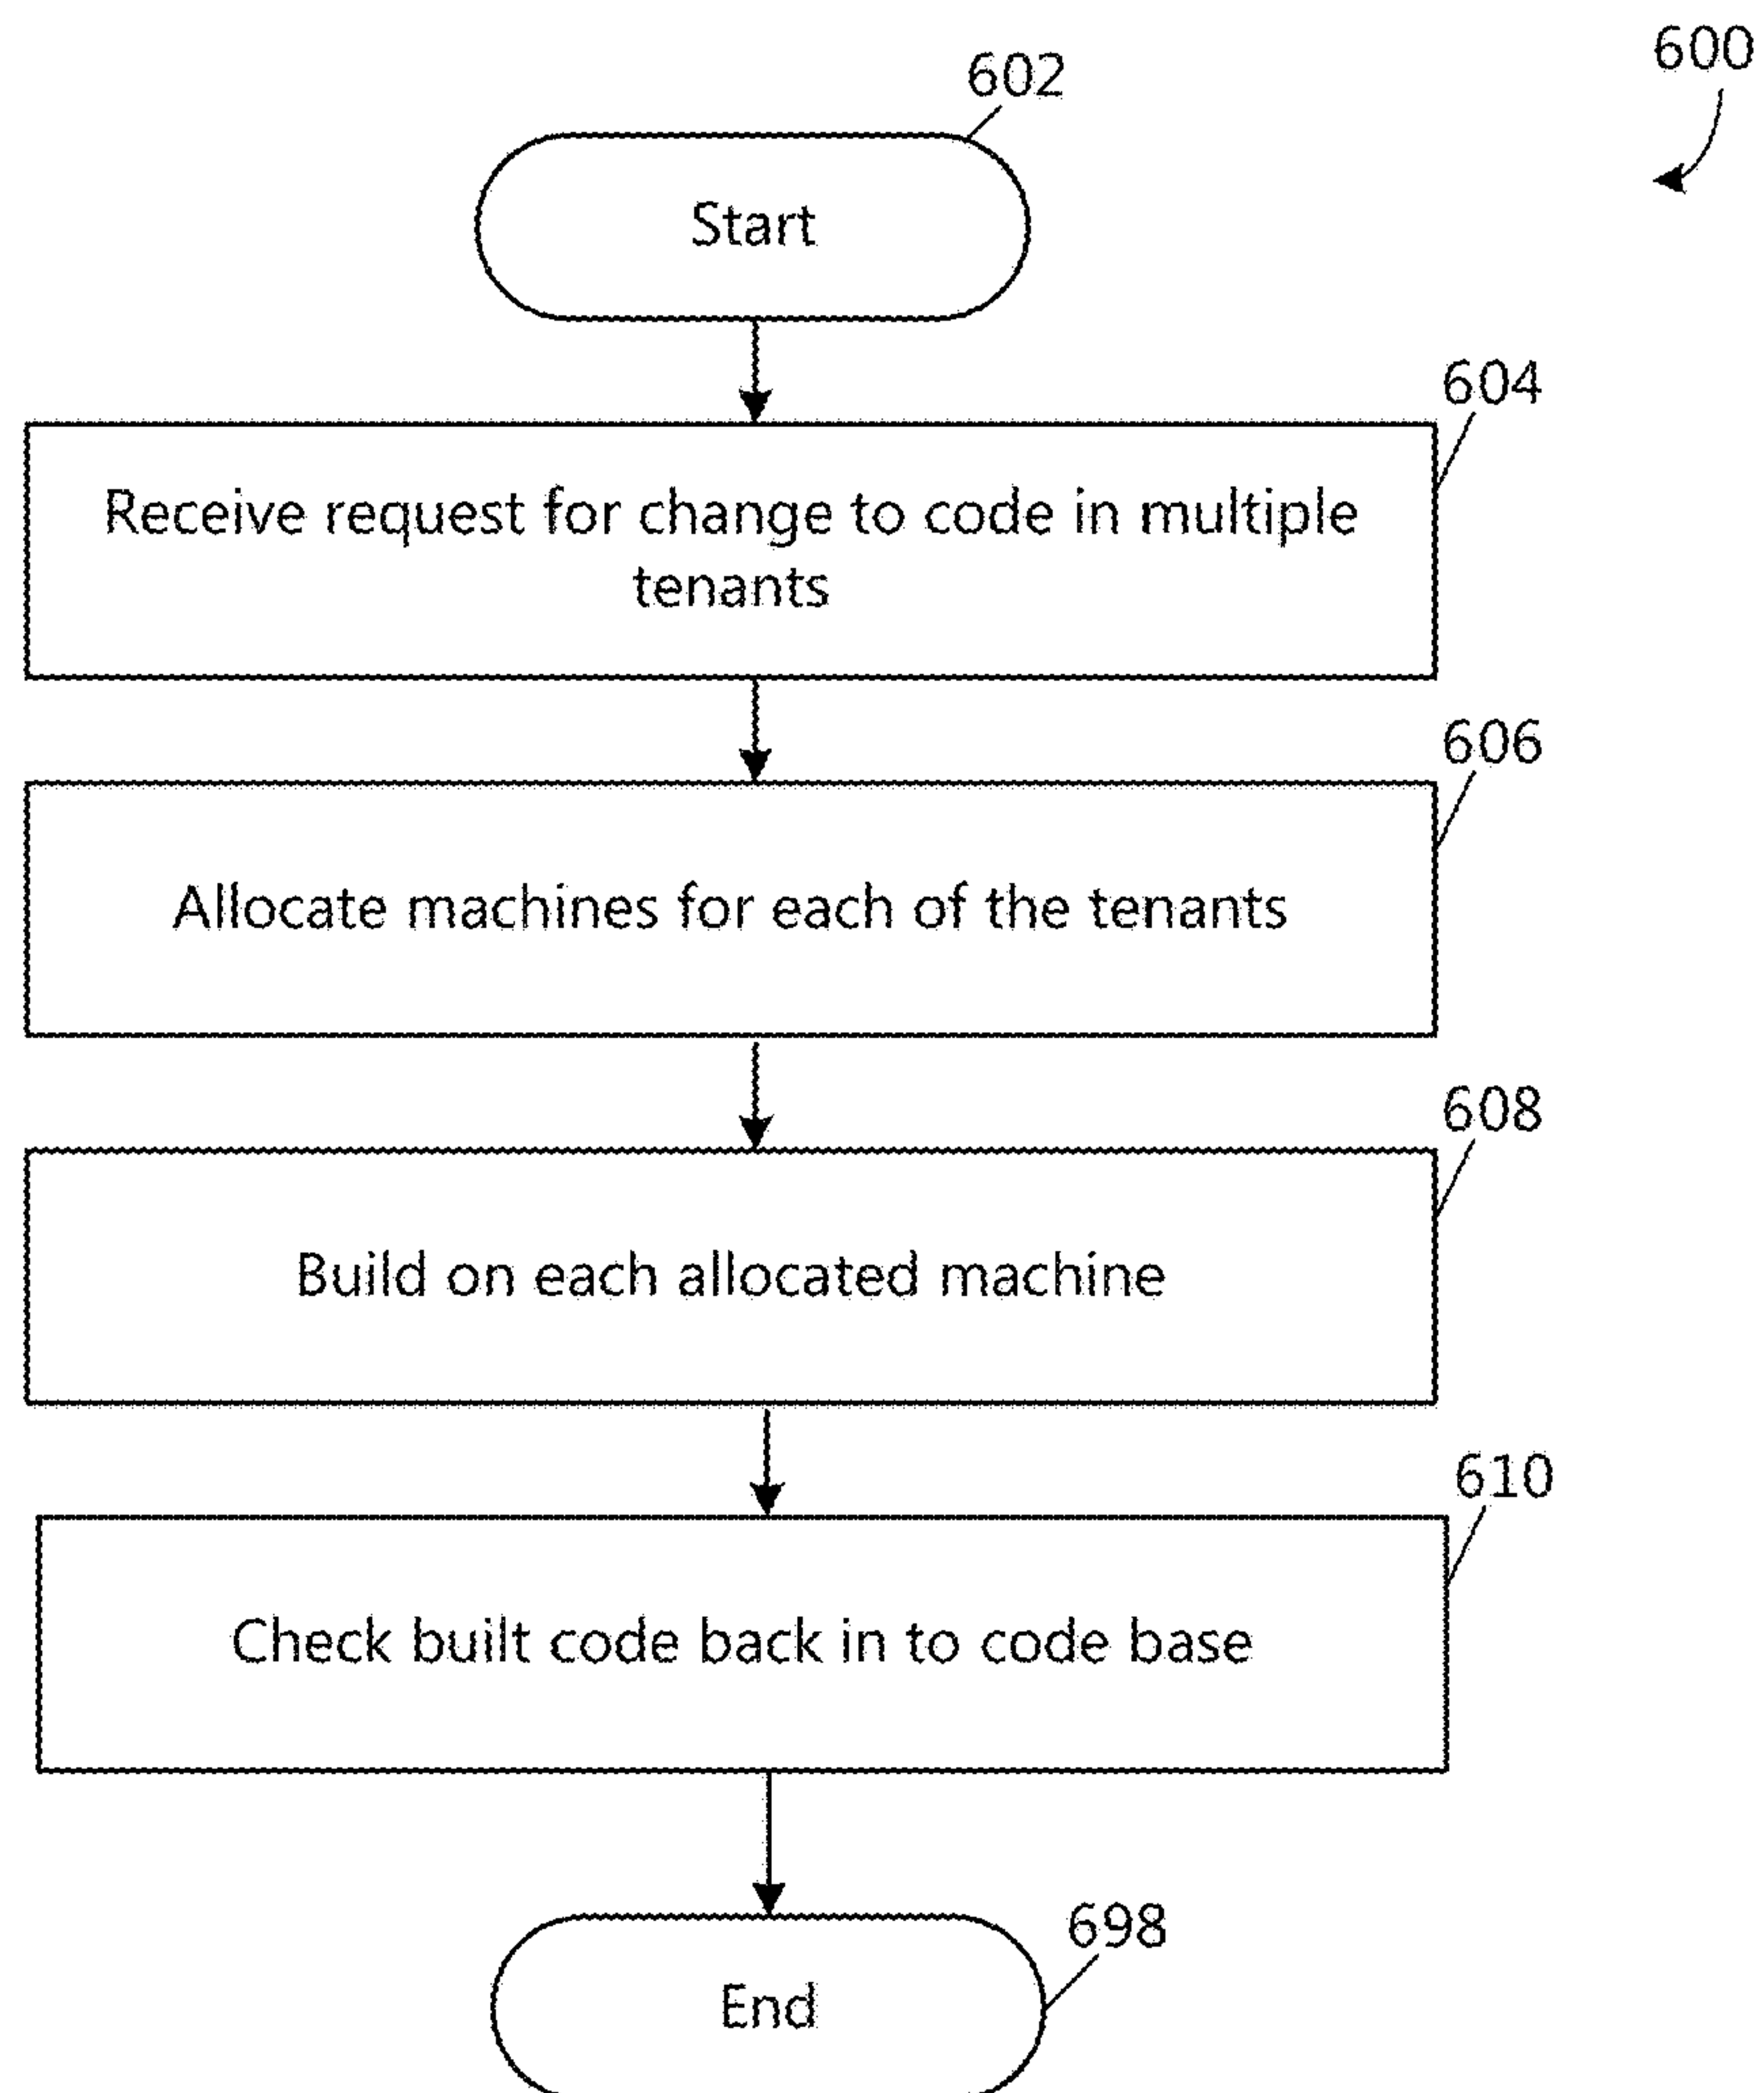 600
602
Start
604
Receive request for change to code in multiple
tenants
606
Allocate machines for each of the tenants
608
Build on each allocated machine
610
Check built code back in to code base
698
End